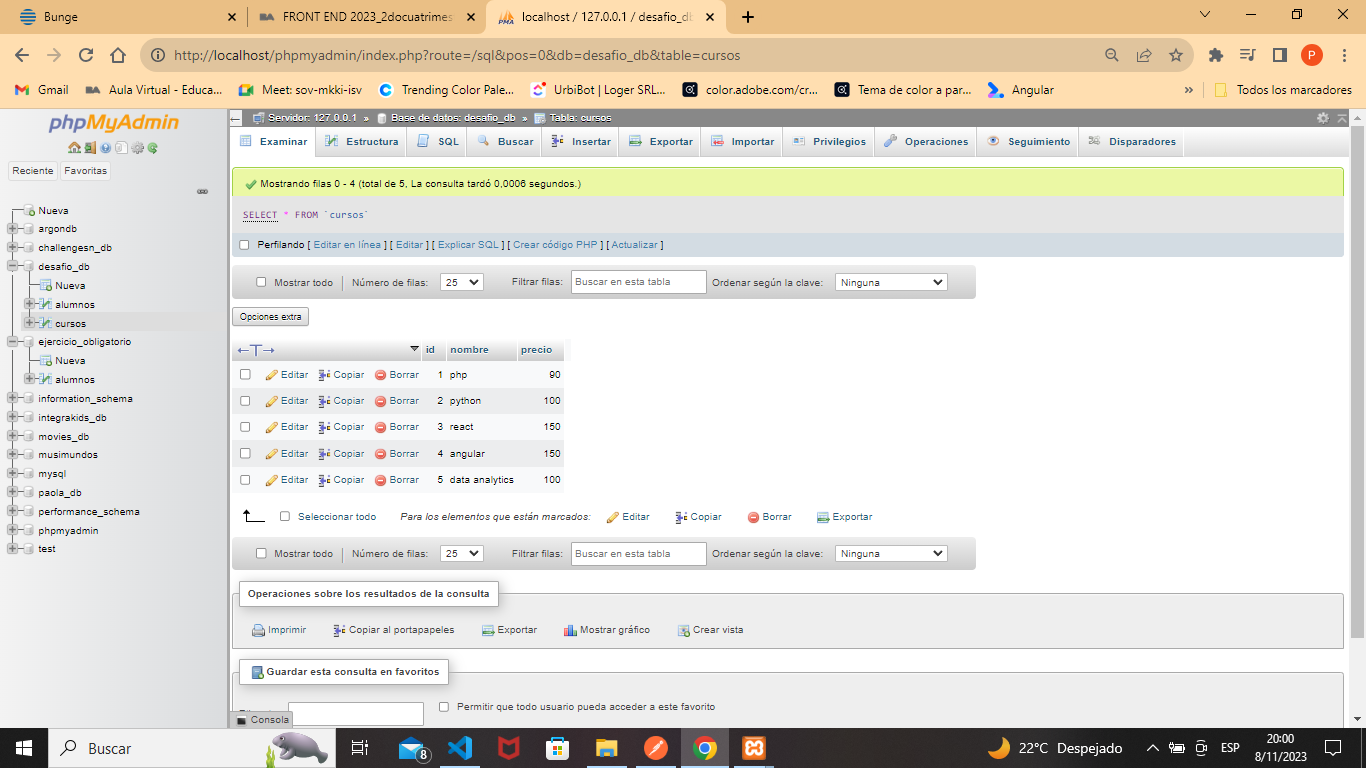 Bunge
FRONT END 2023_2docuatrimes
localhost / 127.0.0.1 / desafio_db
http://localhost/phpmyadmin/index.php?route=/sql&pos=0&db=desafio_db&table=cursos
P
Gmail
Aula Virtual - Educa...
Meet: sov-mkki-isv
Trending Color Pale...
UrbiBot | Loger SRL...
color.adobe.com/cr...
Tema de color a par...
Angular
»
Todos los marcadores
phpMyAdmin
Reciente Favoritas
Nueva
argondb
challengesn_db
desafio_db
Nueva
alumnos
cursos
ejercicio_obligatorio
Nueva
alumnos
information_schema
integrakids_db
movies_db
musimundos
mysql
paola_db
performance_schema
phpmyadmin
test
Servidor: 127.0.0.1 » Base de datos: desafio_db » Tabla: cursos
Examinar Estructura SQL Buscar Insertar Exportar Importar Privilegios Operaciones Seguimiento Disparadores
Mostrando filas 0 - 4 (total de 5, La consulta tardó 0,0006 segundos.)
SELECT * FROM `cursos`
Perfilando [ Editar en línea ] [ Editar ] [ Explicar SQL ] [ Crear código PHP ] [ Actualizar ]
Mostrar todo Número de filas: 25 Filtrar filas: Buscar en esta tabla Ordenar según la clave: Ninguna
Opciones extra
←T→ id nombre precio
Editar Copiar Borrar 1 php 90
Editar Copiar Borrar 2 python 100
Editar Copiar Borrar 3 react 150
Editar Copiar Borrar 4 angular 150
Editar Copiar Borrar 5 data analytics 100
Seleccionar todo Para los elementos que están marcados: Editar Copiar Borrar Exportar
Mostrar todo Número de filas: 25 Filtrar filas: Buscar en esta tabla Ordenar según la clave: Ninguna
Operaciones sobre los resultados de la consulta
Imprimir Copiar al portapapeles Exportar Mostrar gráfico Crear vista
Guardar esta consulta en favoritos
Permitir que todo usuario pueda acceder a este favorito
Consola
Buscar
8
22°C Despejado
ESP
20:00
8/11/2023